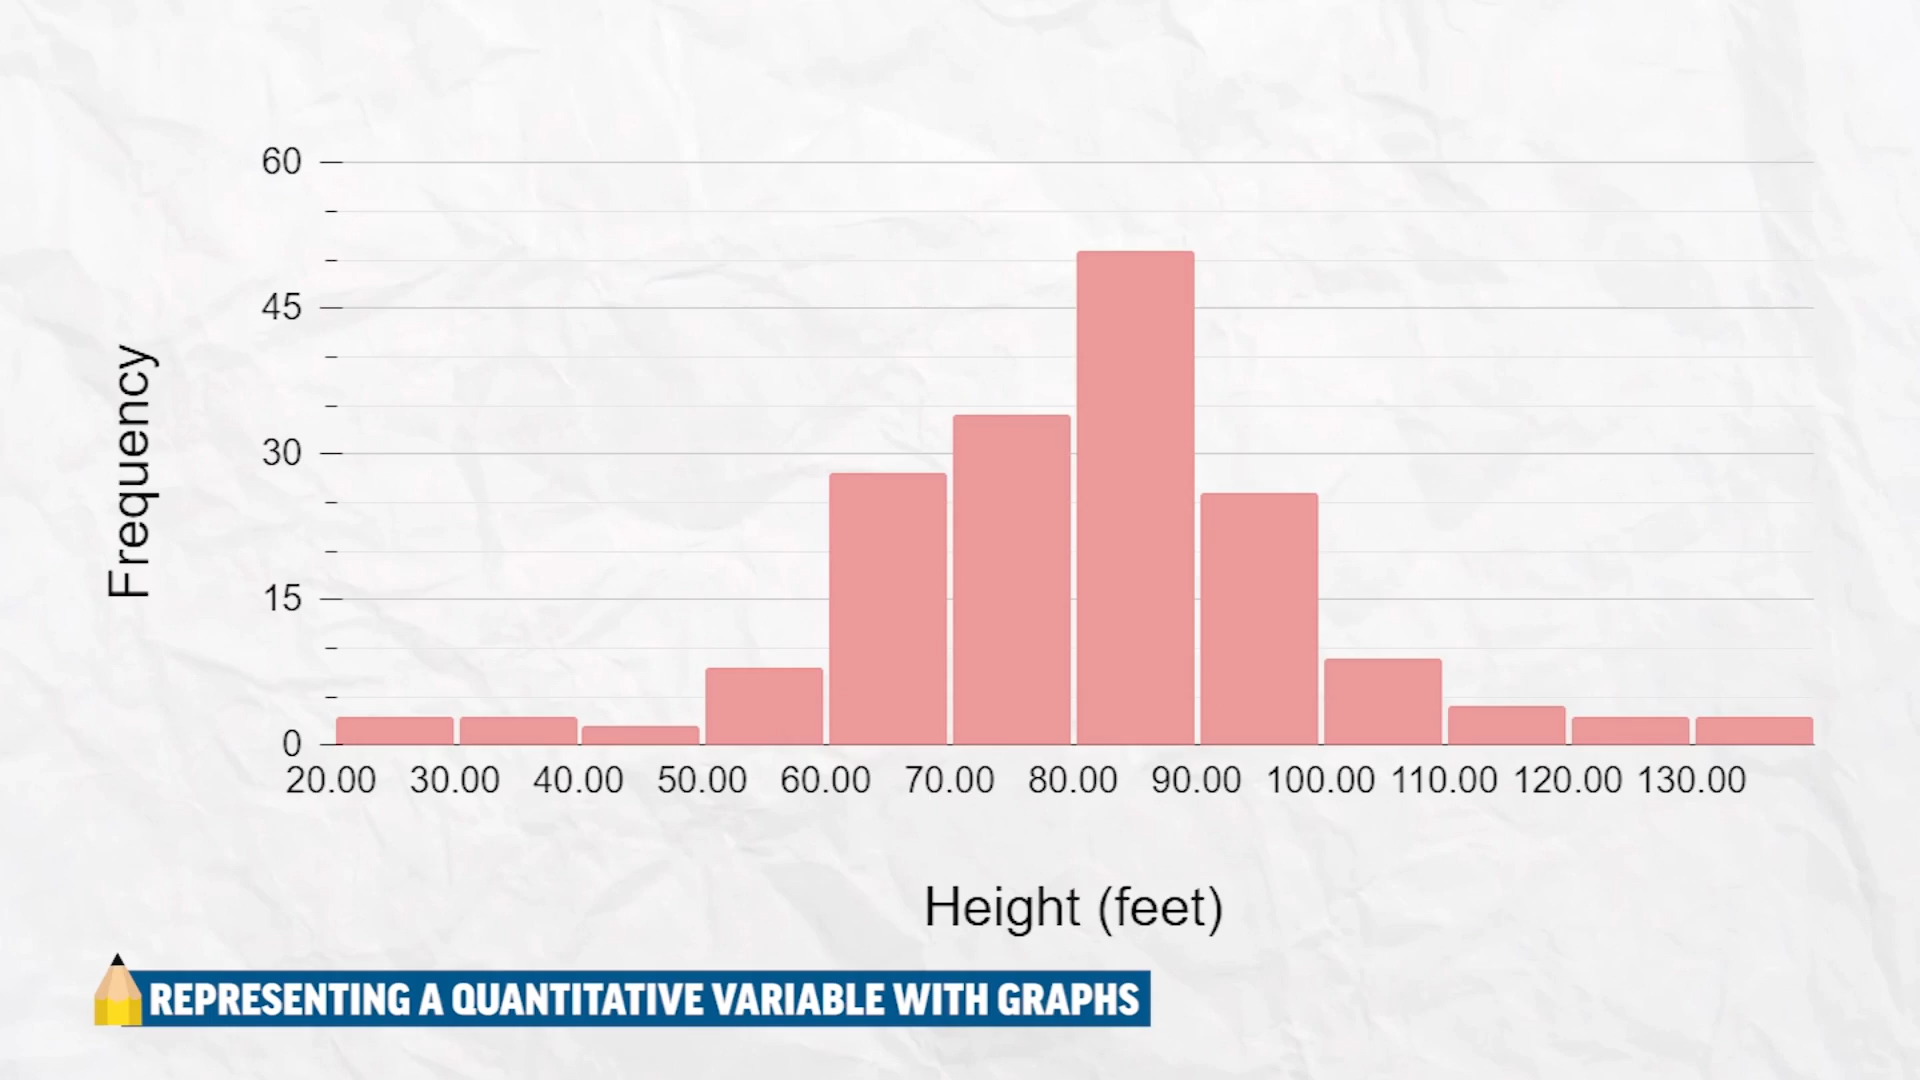 60
45
30
15
0
Frequency
20.00 30.00 40.00 50.00 60.00 70.00 80.00 90.00 100.00 110.00 120.00 130.00
Height (feet)
REPRESENTING A QUANTITATIVE VARIABLE WITH GRAPHS